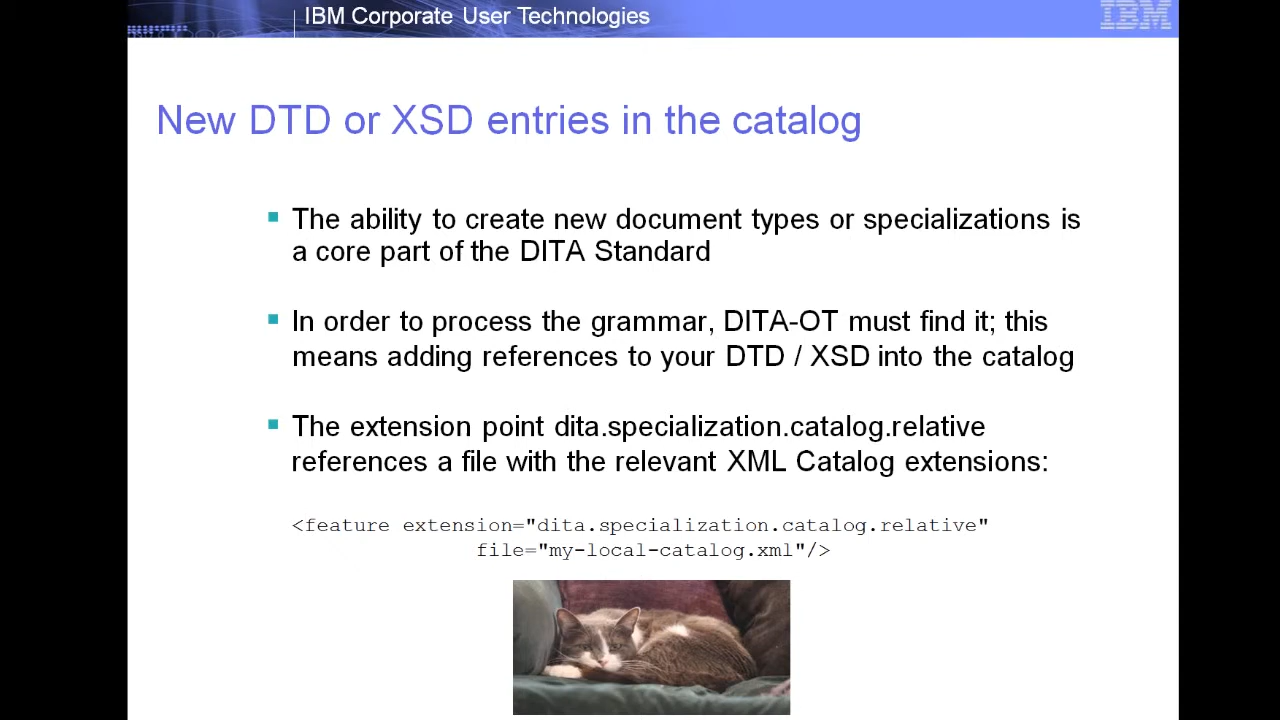 IBM Corporate User Technologies
IBM
New DTD or XSD entries in the catalog
The ability to create new document types or specializations is
a core part of the DITA Standard
In order to process the grammar, DITA-OT must find it; this
means adding references to your DTD / XSD into the catalog
The extension point dita.specialization.catalog.relative
references a file with the relevant XML Catalog extensions:
<feature extension="dita.specialization.catalog.relative"
file="my-local-catalog.xml"/>